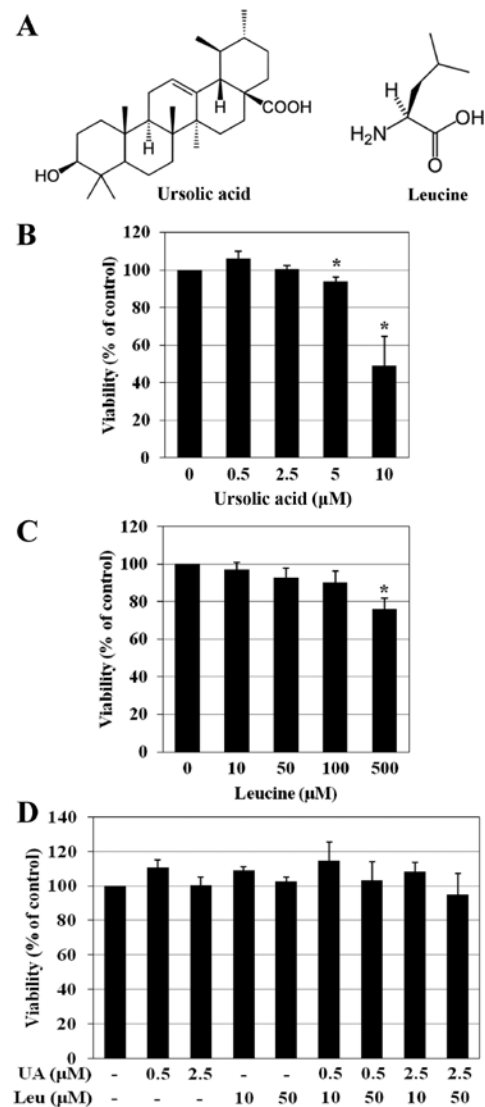 A
COOH
H
H
HO
Ursolic acid
H
H₂N
OH
O
Leucine
B
Viability (% of control)
120
100
80
60
40
20
0
*
*
0 0.5 2.5 5 10
Ursolic acid (µM)
C
Viability (% of control)
120
100
80
60
40
20
0
*
0 10 50 100 500
Leucine (µM)
D
Viability (% of control)
140
120
100
80
60
40
20
0
UA (µM) - 0.5 2.5 - - 0.5 0.5 2.5 2.5
Leu (µM) - - - 10 50 10 50 10 50